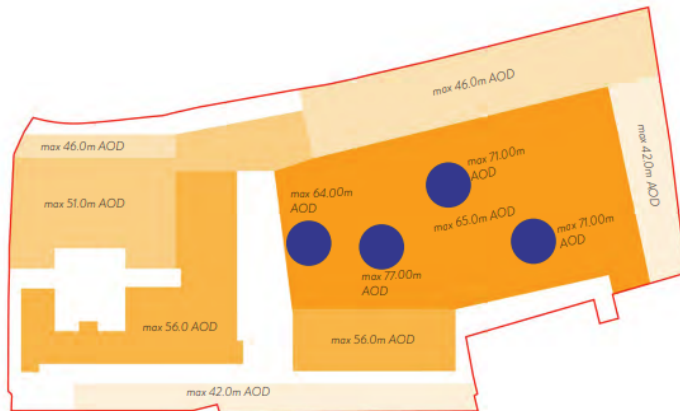 max 46.0m AOD
max 46.0m AOD
max 42.0m AOD
max 51.0m AOD
max 64.00m
AOD
max 71.00m
AOD
max 65.0m AOD
max 71.00m
AOD
max 77.00m
AOD
max 56.0 AOD
max 56.0m AOD
max 42.0m AOD